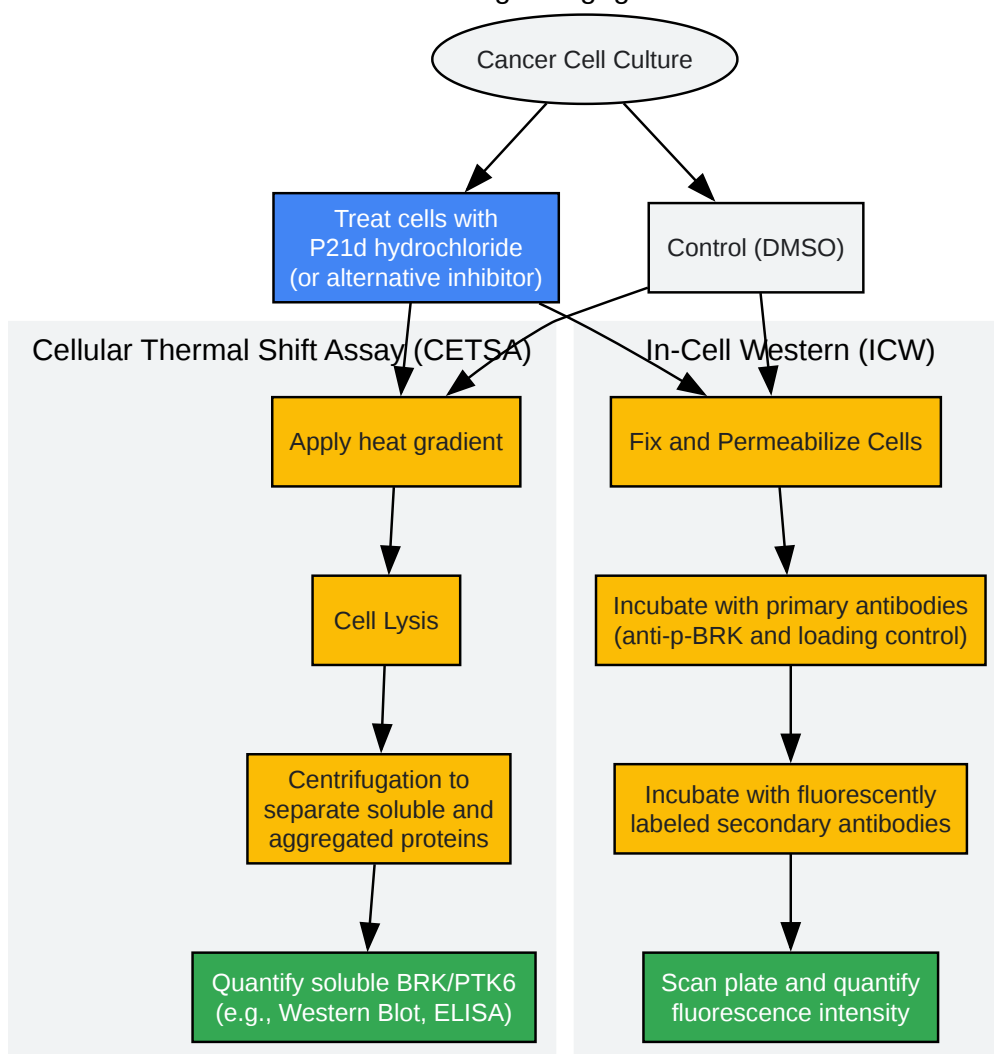 Cancer Cell Culture
Treat cells with
P21d hydrochloride
(or alternative inhibitor)
Control (DMSO)
Cellular Thermal Shift Assay (CETSA)
In-Cell Western (ICW)
Apply heat gradient
Fix and Permeabilize Cells
Cell Lysis
Incubate with primary antibodies
(anti-p-BRK and loading control)
Centrifugation to
separate soluble and
aggregated proteins
Incubate with fluorescently
labeled secondary antibodies
Quantify soluble BRK/PTK6
(e.g., Western Blot, ELISA)
Scan plate and quantify
fluorescence intensity